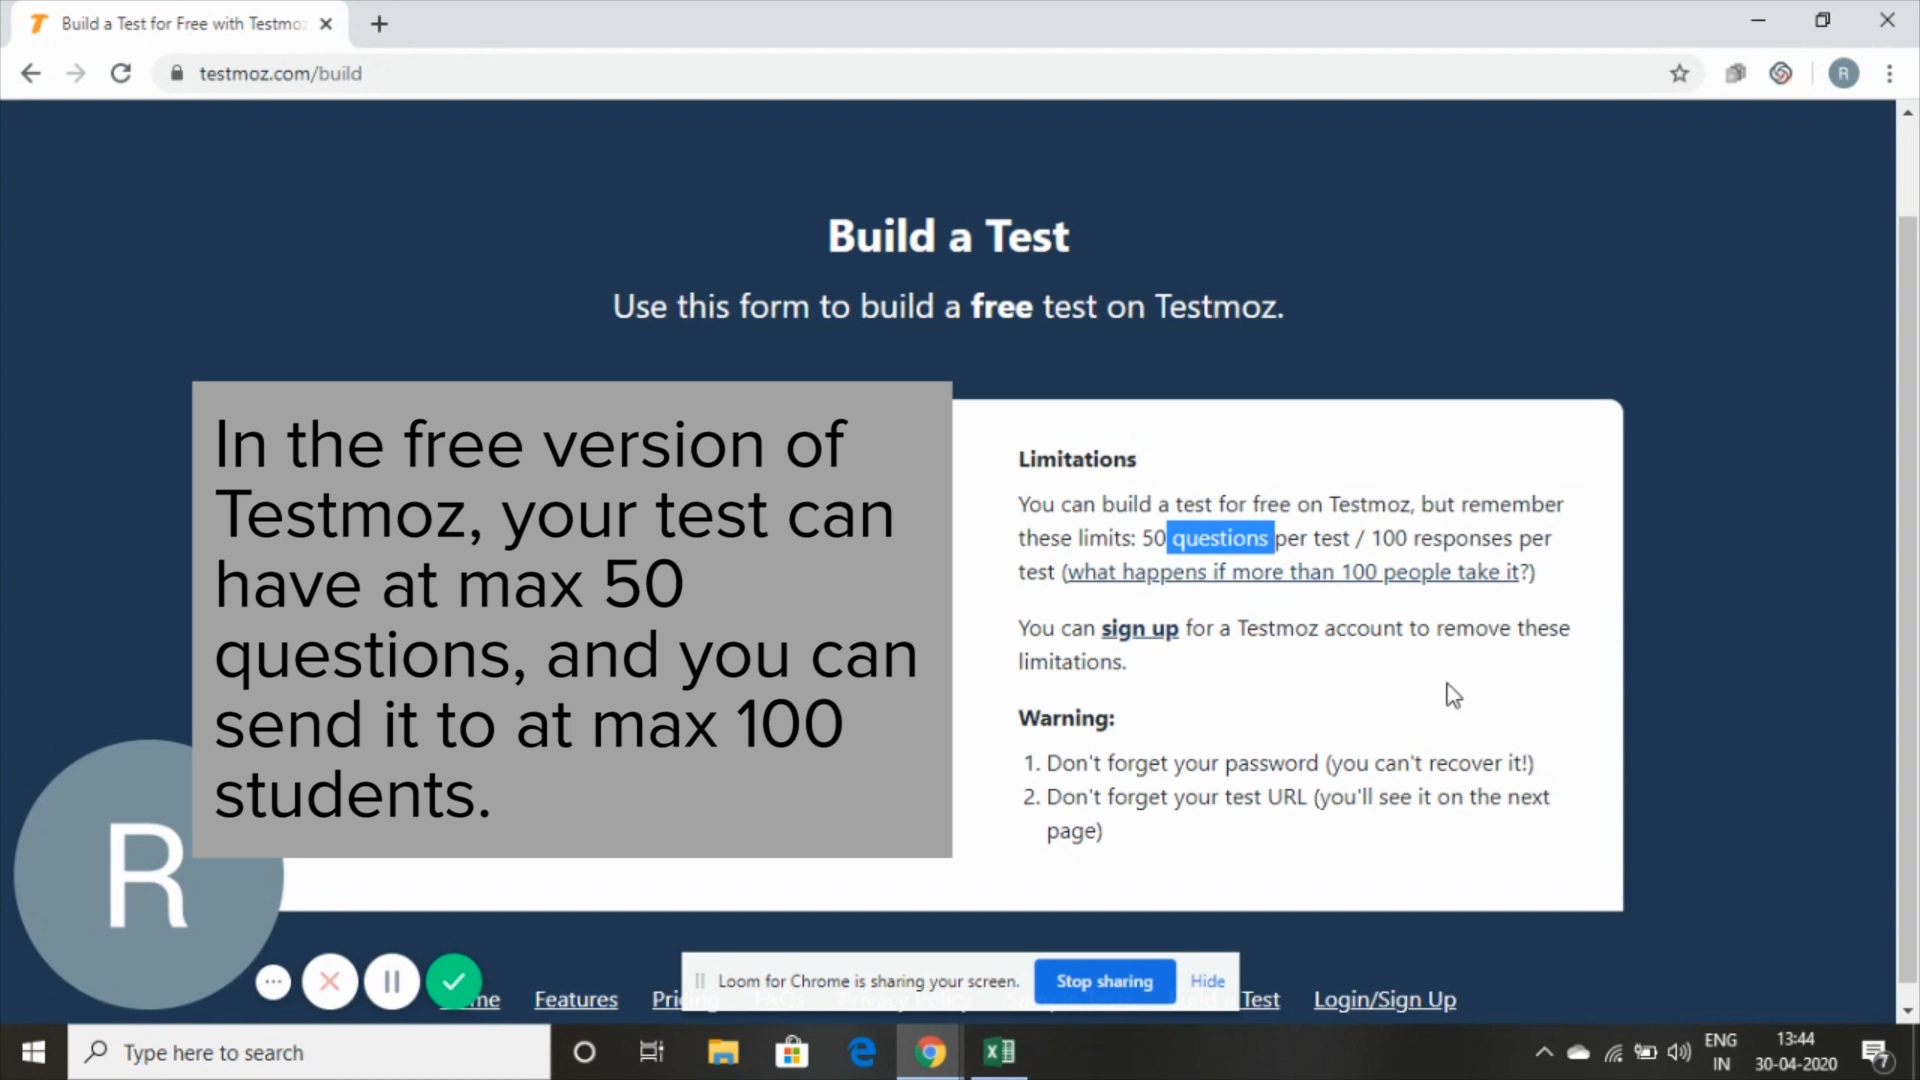 Build a Test for Free with Testmo
testmoz.com/build
R
Build a Test
Use this form to build a free test on Testmoz.
In the free version of
Testmoz, your test can
have at max 50
questions, and you can
send it to at max 100
students.
Limitations
You can build a test for free on Testmoz, but remember
these limits: 50 questions per test / 100 responses per
test (what happens if more than 100 people take it?)
You can sign up for a Testmoz account to remove these
limitations.
Warning:
1. Don't forget your password (you can't recover it!)
2. Don't forget your test URL (you'll see it on the next
page)
R
Loom for Chrome is sharing your screen. Stop sharing Hide
me Features Pricing FAQs Privacy Policy Test Login/Sign Up
Type here to search
ENG
IN
13:44
30-04-2020
7